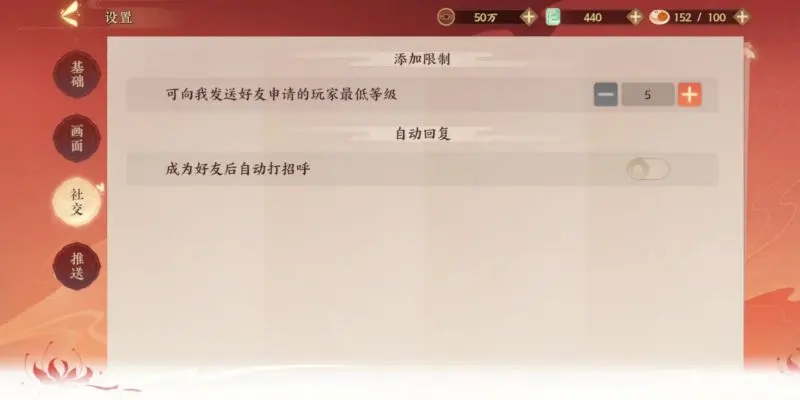 设置
50万
440
152 / 100
基础
画面
社交
推送
添加限制
可向我发送好友申请的玩家最低等级
5
自动回复
成为好友后自动打招呼